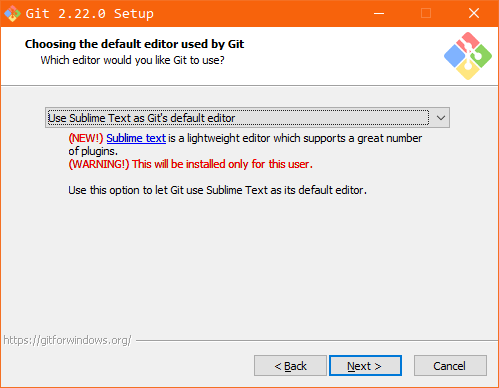 Git 2.22.0 Setup
Choosing the default editor used by Git
Which editor would you like Git to use?
Use Sublime Text as Git's default editor
(NEW!) Sublime text is a lightweight editor which supports a great number
of plugins.
(WARNING!) This will be installed only for this user.
Use this option to let Git use Sublime Text as its default editor.
https://gitforwindows.org/
< Back
Next >
Cancel